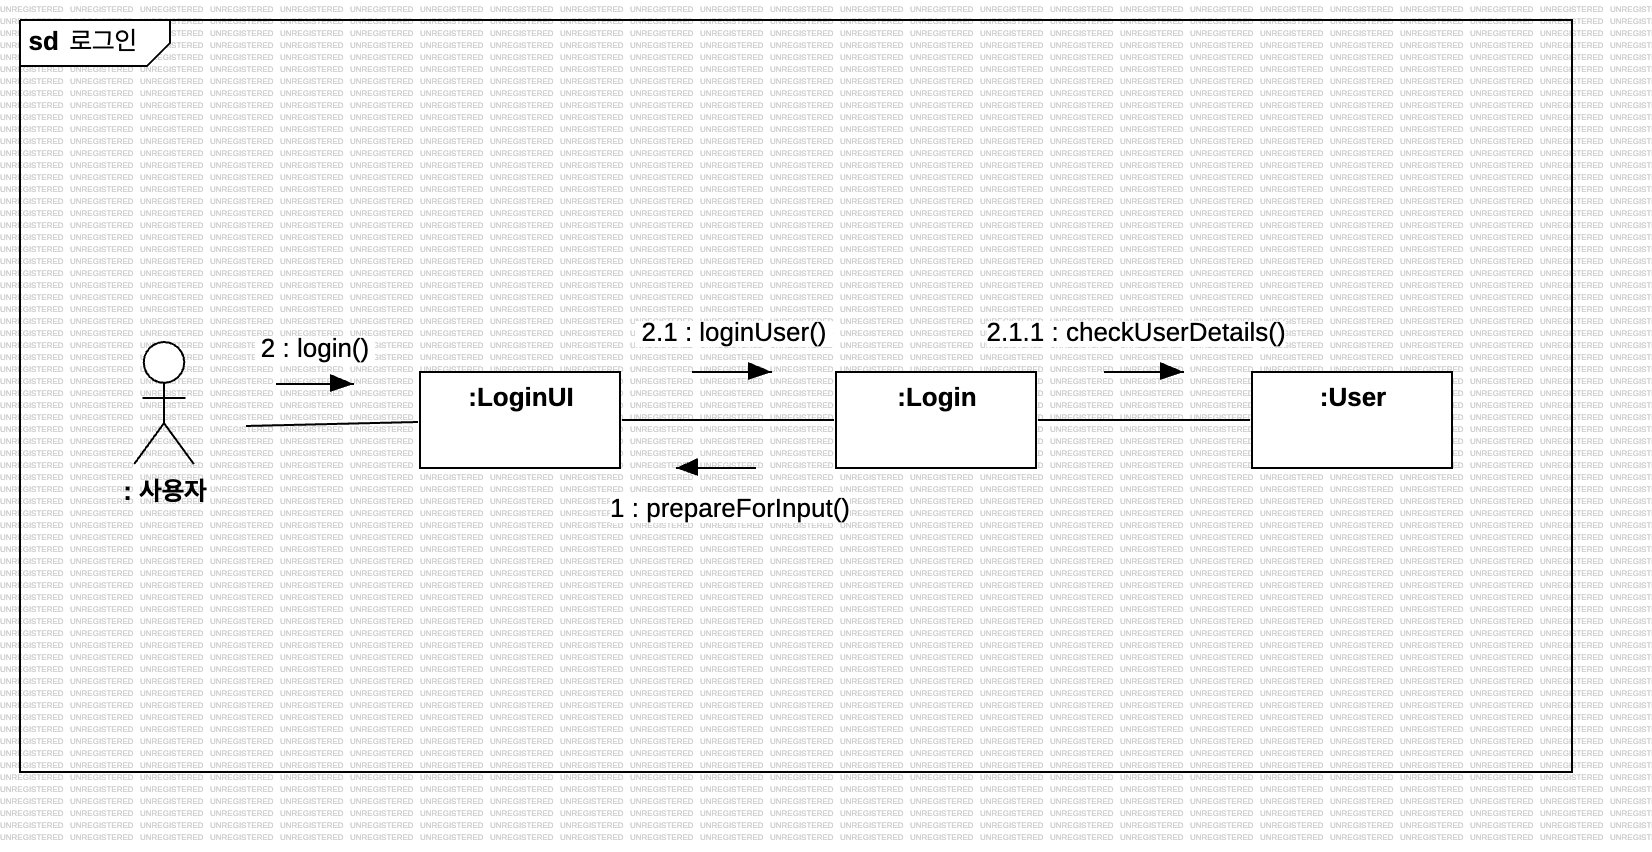 sd 로그인
2.1 : loginUser()
2.1.1 : checkUserDetails()
2 : login()
:LoginUI
:Login
:User
: 사용자
1 : prepareForInput()
UNREGISTERED